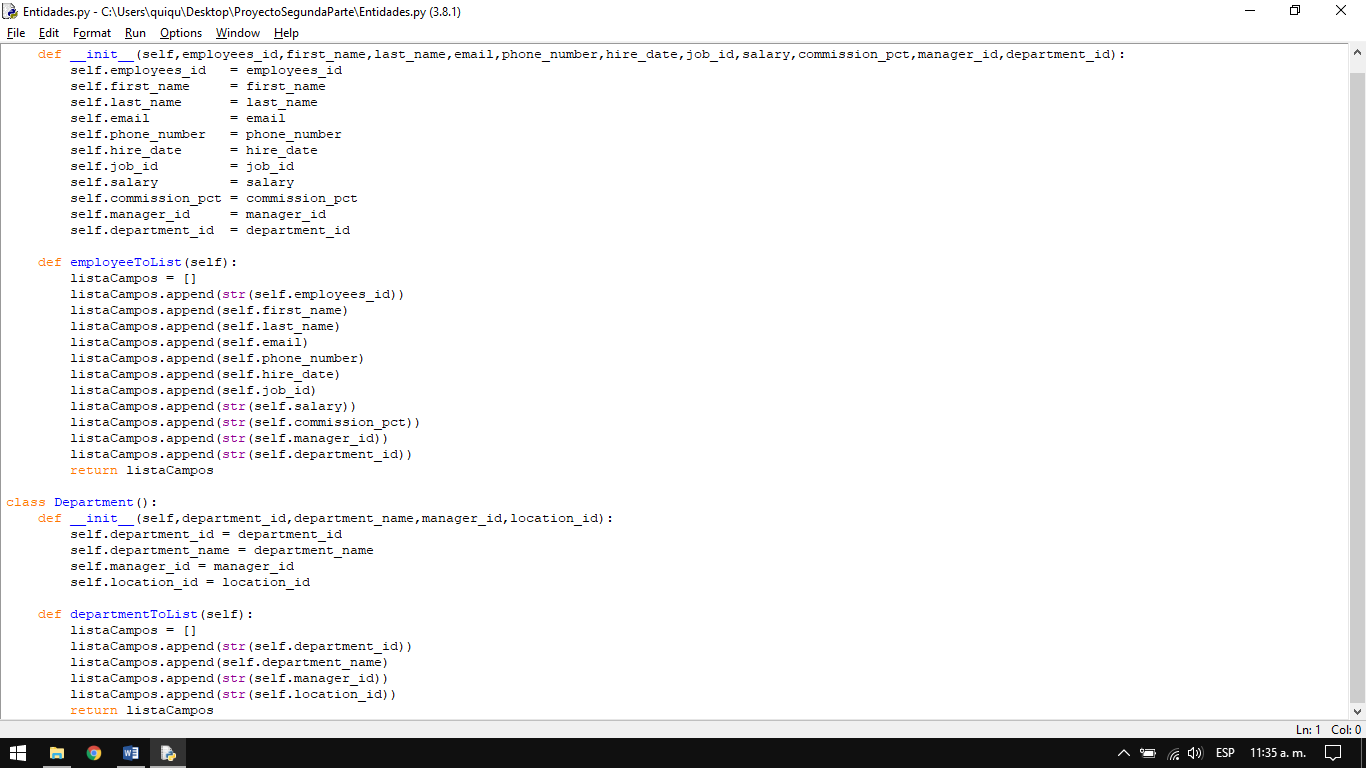 Entidades.py - C:\Users\quiqu\Desktop\ProyectoSegundaParte\Entidades.py (3.8.1)
File Edit Format Run Options Window Help
    def __init__(self,employees_id,first_name,last_name,email,phone_number,hire_date,job_id,salary,commission_pct,manager_id,department_id):
        self.employees_id   = employees_id
        self.first_name     = first_name
        self.last_name      = last_name
        self.email          = email
        self.phone_number   = phone_number
        self.hire_date      = hire_date
        self.job_id         = job_id
        self.salary         = salary
        self.commission_pct = commission_pct
        self.manager_id     = manager_id
        self.department_id  = department_id

    def employeeToList(self):
        listaCampos = []
        listaCampos.append(str(self.employees_id))
        listaCampos.append(self.first_name)
        listaCampos.append(self.last_name)
        listaCampos.append(self.email)
        listaCampos.append(self.phone_number)
        listaCampos.append(self.hire_date)
        listaCampos.append(self.job_id)
        listaCampos.append(str(self.salary))
        listaCampos.append(str(self.commission_pct))
        listaCampos.append(str(self.manager_id))
        listaCampos.append(str(self.department_id))
        return listaCampos

class Department():
    def __init__(self,department_id,department_name,manager_id,location_id):
        self.department_id = department_id
        self.department_name = department_name
        self.manager_id = manager_id
        self.location_id = location_id

    def departmentToList(self):
        listaCampos = []
        listaCampos.append(str(self.department_id))
        listaCampos.append(self.department_name)
        listaCampos.append(str(self.manager_id))
        listaCampos.append(str(self.location_id))
        return listaCampos
Ln: 1 Col: 0
ESP 11:35 a. m.